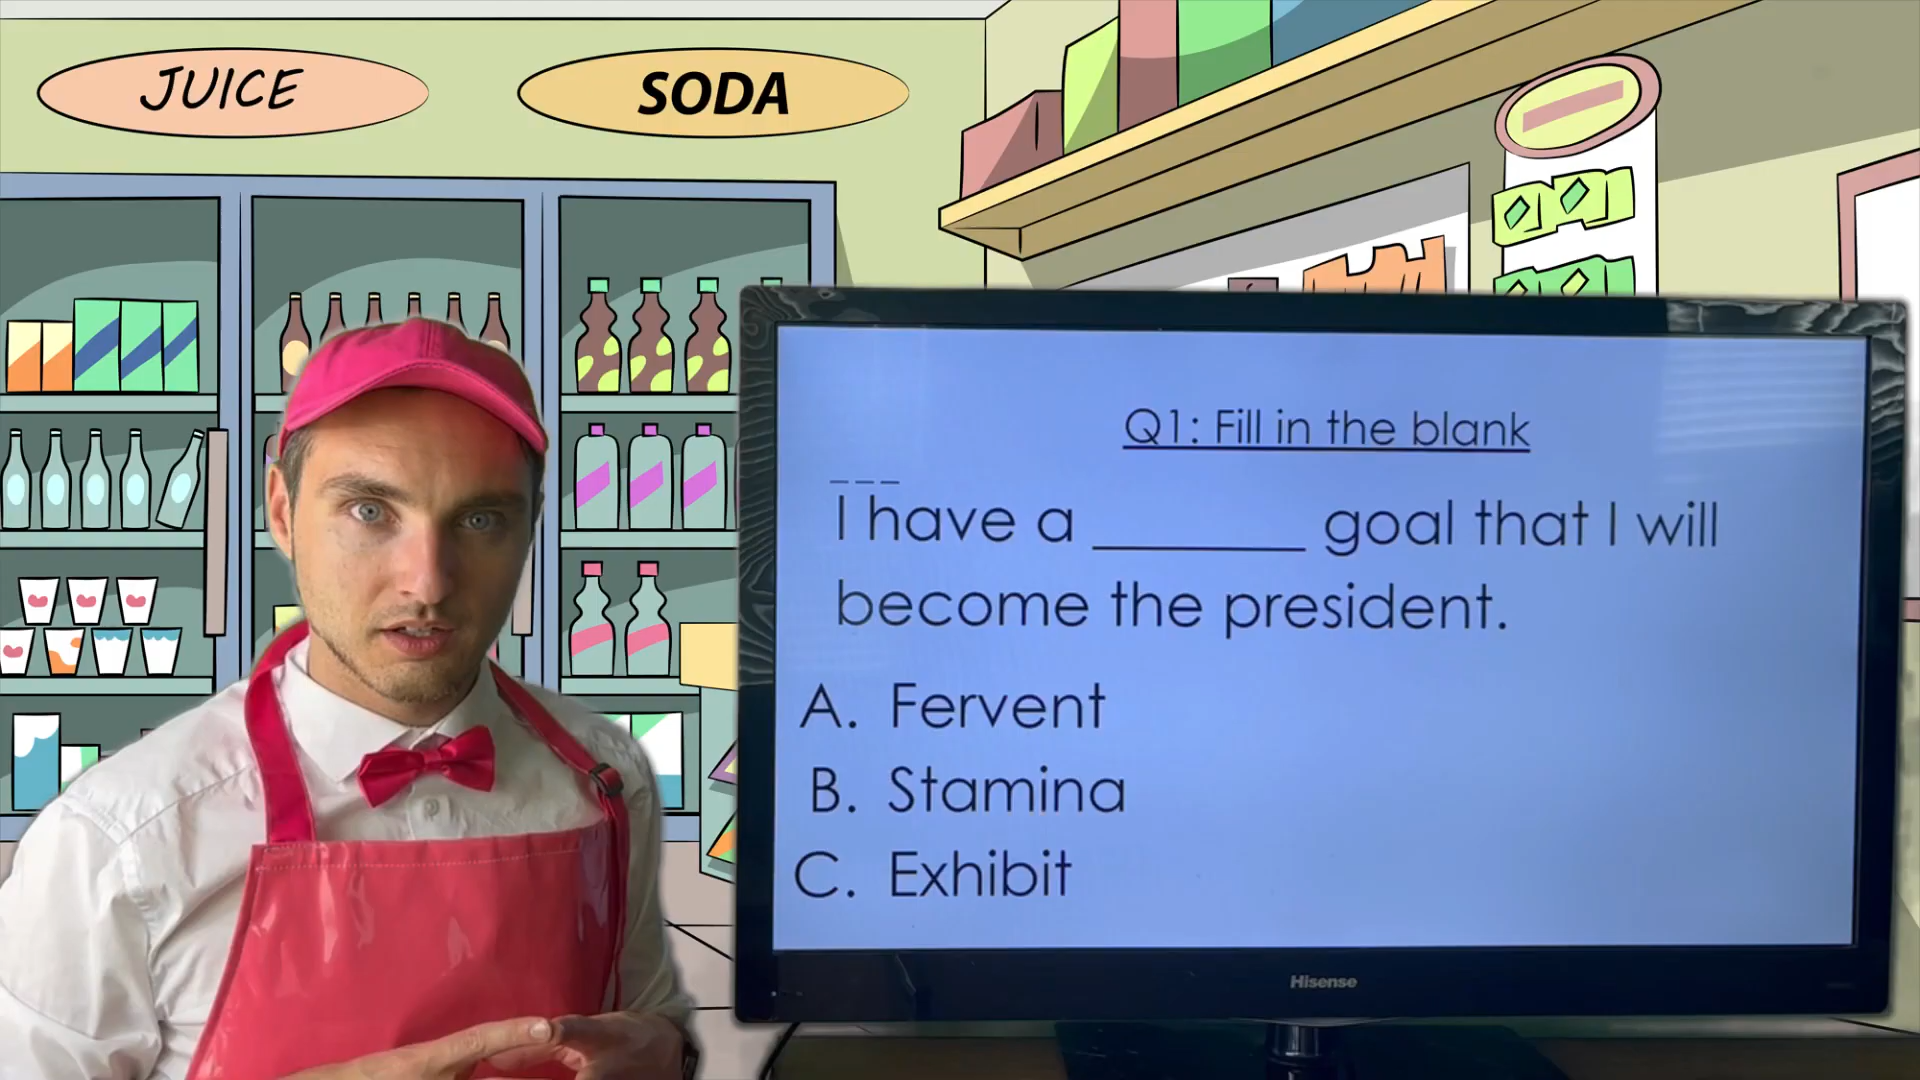 JUICE
SODA
Q1: Fill in the blank
I have a _______ goal that I will
become the president.
A. Fervent
B. Stamina
C. Exhibit
Hisense